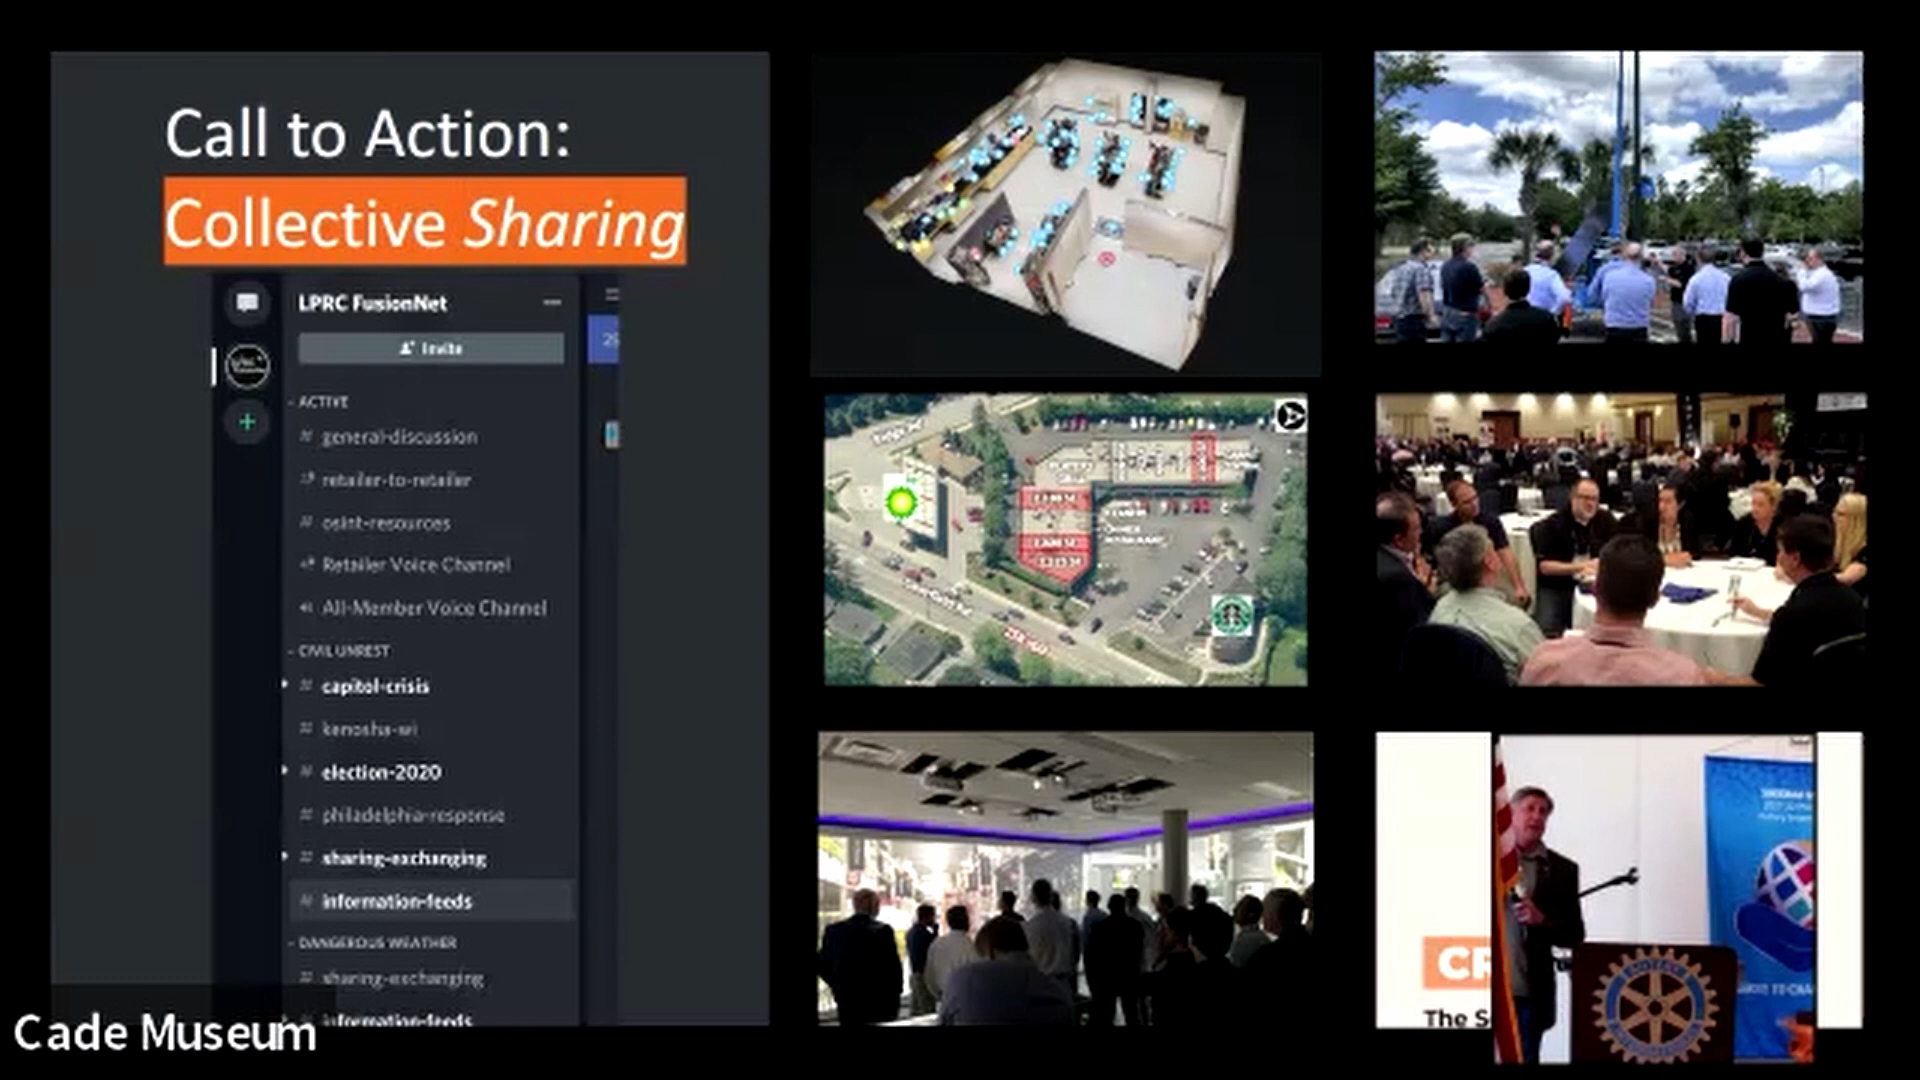 Call to Action:
Collective Sharing
LPRC FusionNet
Invite
ACTIVE
general-discussion
retailer-to-retailer
osint-resources
Retailer Voice Channel
All-Member Voice Channel
CIVIL UNREST
capitol-crisis
kenosha-wi
election-2020
philadelphia-response
sharing-exchanging
information-feeds
DANGEROUS WEATHER
sharing-exchanging
information-feeds
Cade Museum
The S